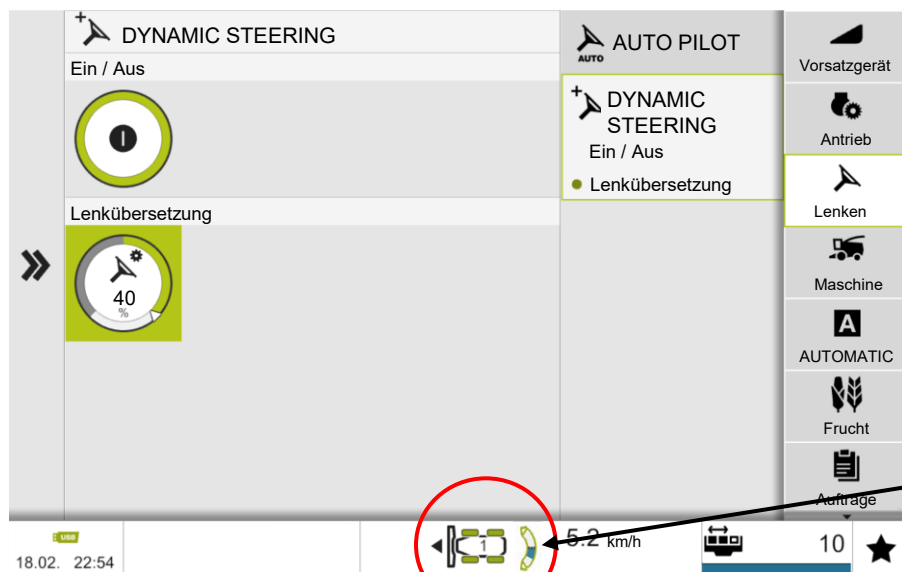 DYNAMIC STEERING
Ein / Aus
Lenkübersetzung
40
%
AUTO PILOT
AUTO
DYNAMIC
STEERING
Ein / Aus
Lenkübersetzung
Vorsatzgerät
Antrieb
Lenken
Maschine
A
AUTOMATIC
Frucht
Aufträge
USB
18.02. 22:54
1
5.2 km/h
10